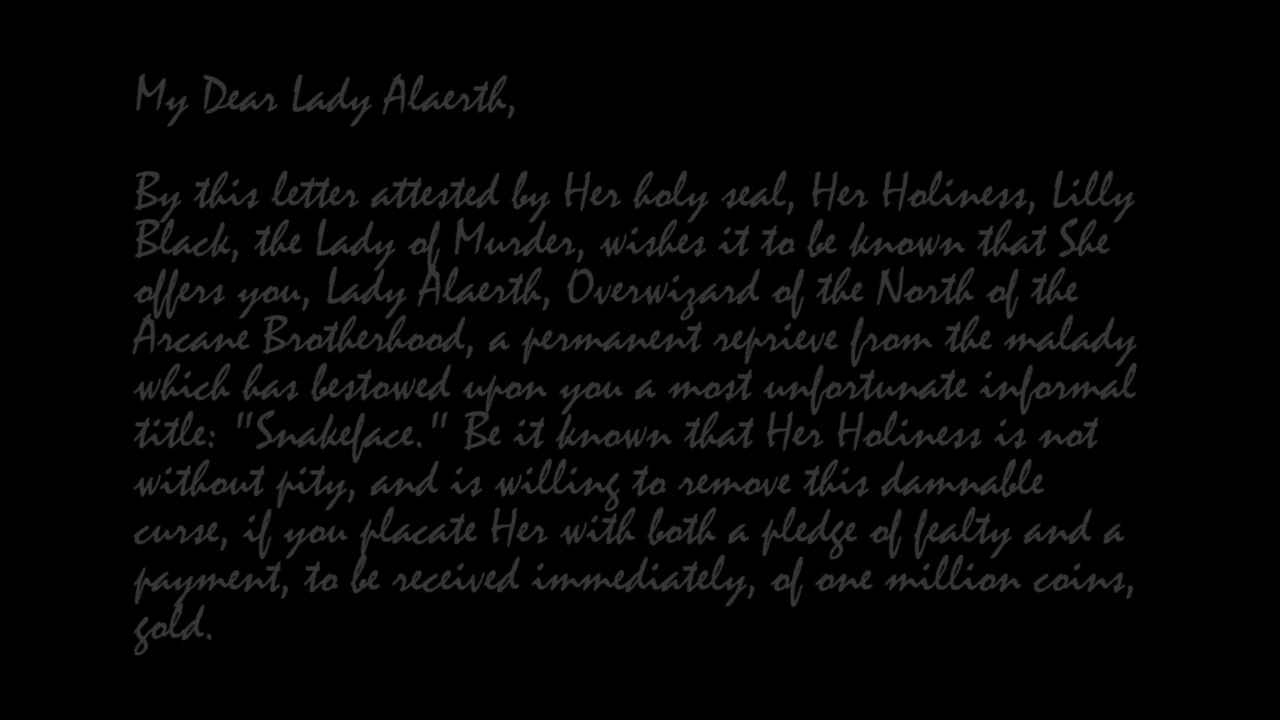 My Dear Lady Alaerth,
By this letter attested by Her holy seal, Her Holiness, Lilly
Black, the Lady of Murder, wishes it to be known that She
offers you, Lady Alaerth, Overwizard of the North of the
Arcane Brotherhood, a permanent reprieve from the malady
which has bestowed upon you a most unfortunate informal
title: "Snakeface." Be it known that Her Holiness is not
without pity, and is willing to remove this damnable
curse, if you placate Her with both a pledge of fealty and a
payment, to be received immediately, of one million coins,
gold.